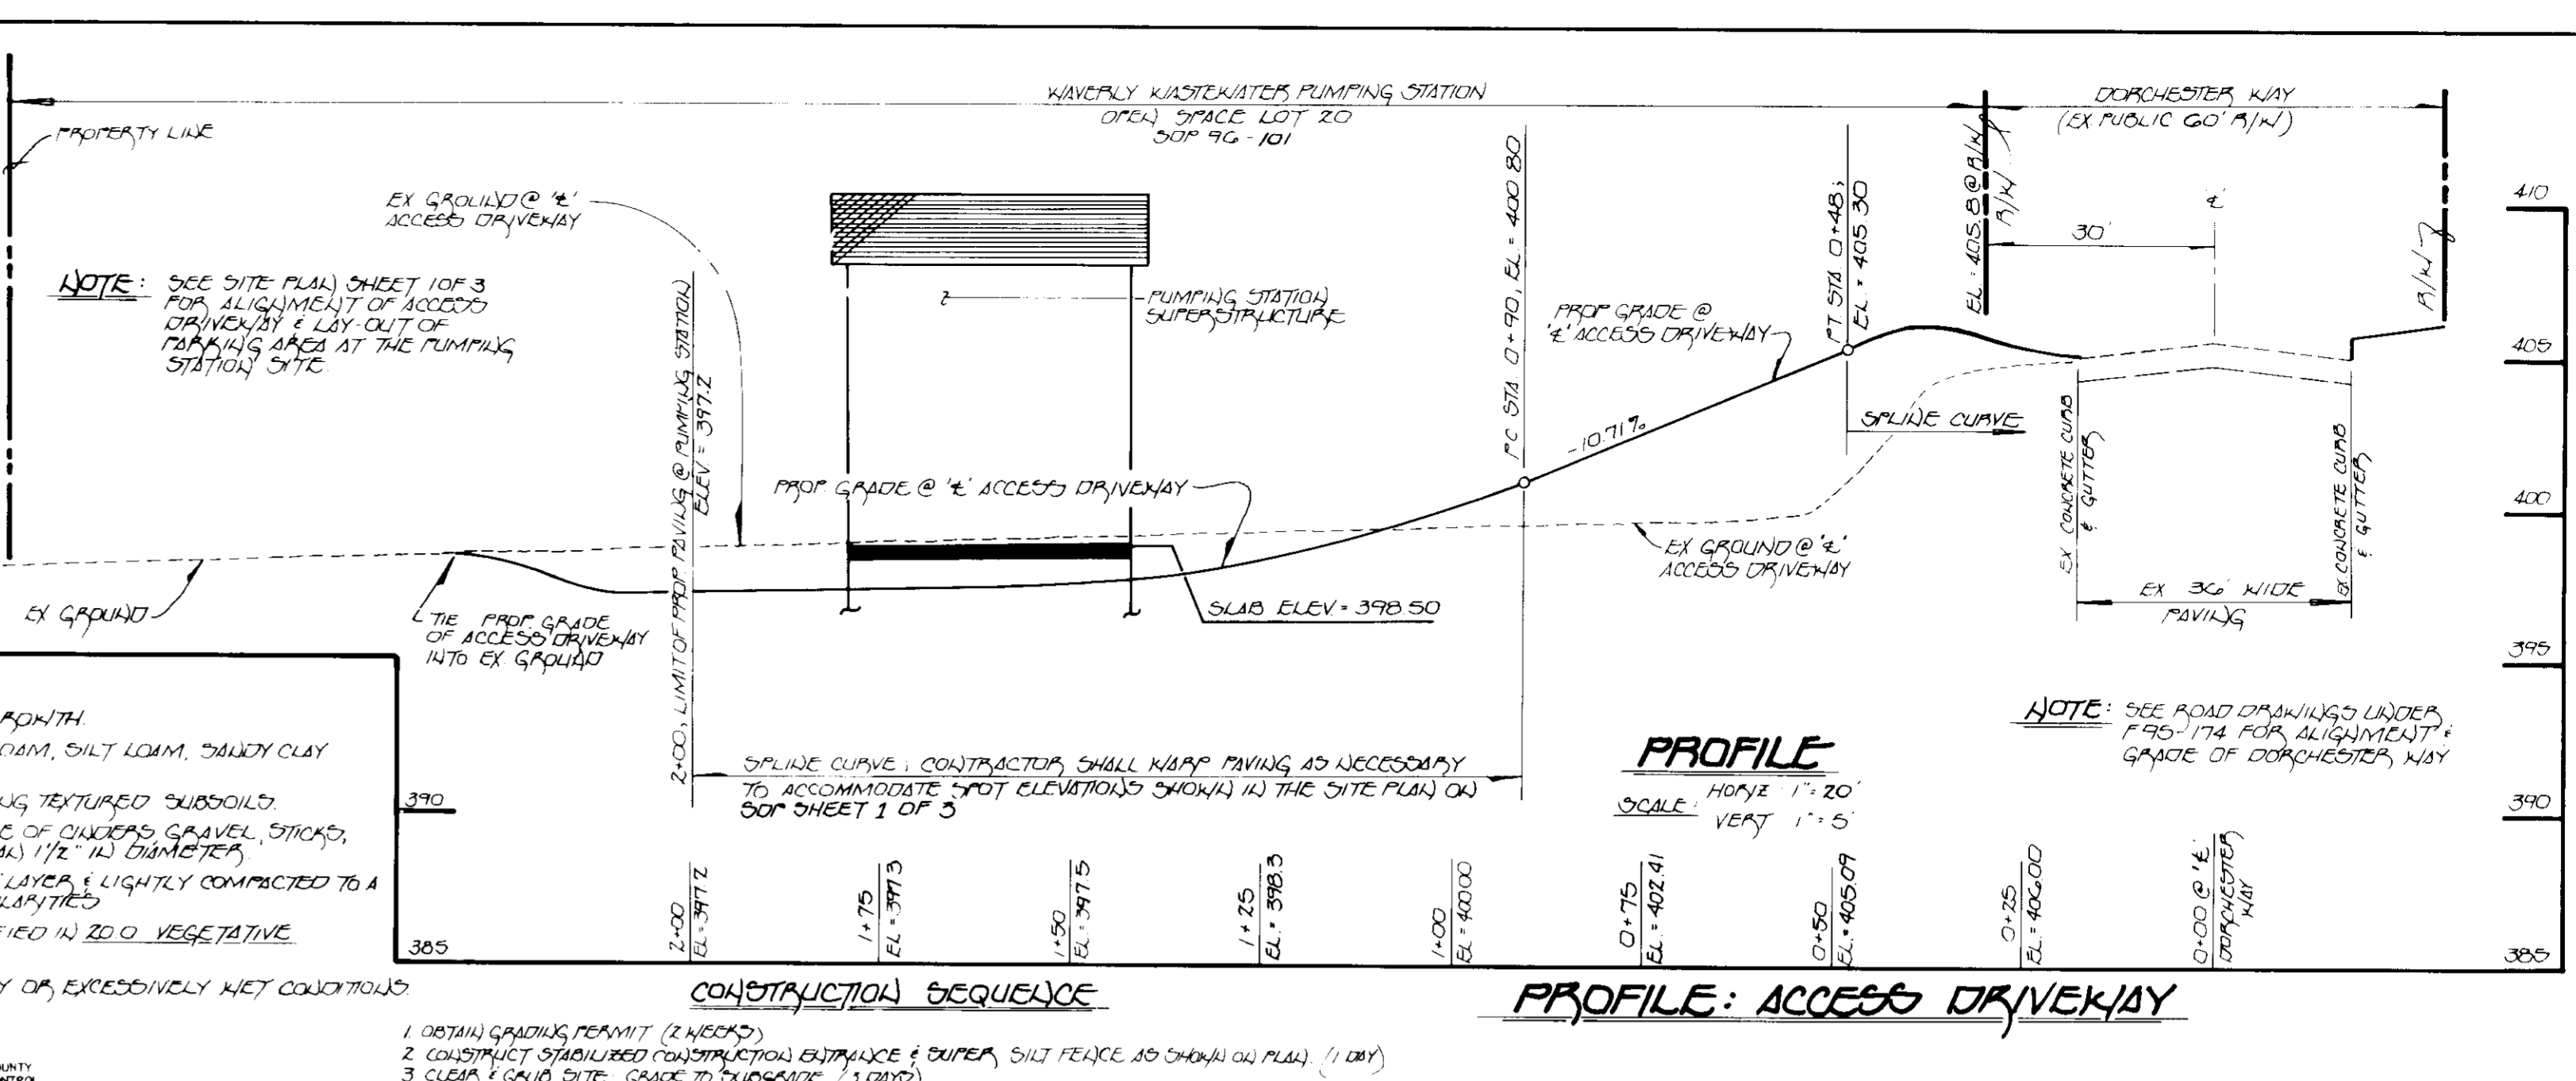 WAVERLY WASTEWATER PUMPING STATION
OPEN SPACE LOT 20
SDP 96-101
DORCHESTER WAY
(EX. PUBLIC 60' R/W)
PROPERTY LINE
EX GROUND @ '℄'
ACCESS DRIVEWAY
NOTE: SEE SITE PLAN SHEET 1 OF 3
FOR ALIGNMENT OF ACCESS
DRIVEWAY & LAY-OUT OF
PARKING AREA AT THE PUMPING
STATION SITE.
2+00, LIMIT OF PROP PAVING @ PUMPING STATION
ELEV = 397.2
PUMPING STATION
SUPERSTRUCTURE
PC STA. 0+90, EL = 400.80
PROP GRADE @
'℄' ACCESS DRIVEWAY
PT. STA. 0+48;
EL = 405.30
EL = 405.8 @ R/W
R/W
30'
℄
R/W
410
405
400
395
390
385
-10.71%
SPLINE CURVE
PROP. GRADE @ '℄' ACCESS DRIVEWAY
SLAB ELEV = 398.50
EX GROUND @ '℄'
ACCESS DRIVEWAY
EX CONCRETE CURB
& GUTTER
EX 36' WIDE
PAVING
EX CONCRETE CURB
& GUTTER
EX GROUND
TIE PROP. GRADE
OF ACCESS DRIVEWAY
INTO EX. GROUND
SPLINE CURVE; CONTRACTOR SHALL WARP PAVING AS NECESSARY
TO ACCOMMODATE SPOT ELEVATIONS SHOWN IN THE SITE PLAN ON
SDP SHEET 1 OF 3
PROFILE
SCALE: HORIZ 1"=20'
VERT 1"=5'
NOTE: SEE ROAD DRAWINGS UNDER
F95-174 FOR ALIGNMENT &
GRADE OF DORCHESTER WAY
ROWTH.
OAM, SILT LOAM, SANDY CLAY
NG TEXTURED SUBSOILS.
E OF CINDERS, GRAVEL, STICKS,
AN 1 1/2" IN DIAMETER.
LAYER & LIGHTLY COMPACTED TO A
LARITIES
FIED IN 20.0 VEGETATIVE
Y OR EXCESSIVELY WET CONDITIONS.
390
385
2+00
EL = 397.2
1+75
EL = 397.3
1+50
EL = 397.5
1+25
EL. = 398.3
1+00
EL = 400.00
0+75
EL. = 402.41
0+50
EL = 405.09
0+25
EL. = 406.00
0+00 @ '℄'
DORCHESTER
WAY
CONSTRUCTION SEQUENCE
PROFILE: ACCESS DRIVEWAY
1. OBTAIN GRADING PERMIT (2 WEEKS)
2 CONSTRUCT STABILIZED CONSTRUCTION ENTRANCE & SUPER SILT FENCE AS SHOWN ON PLAN. (1 DAY)
3 CLEAR & GRUB SITE; GRADE TO SUBGRADE. (3 DAYS)
OUNTY